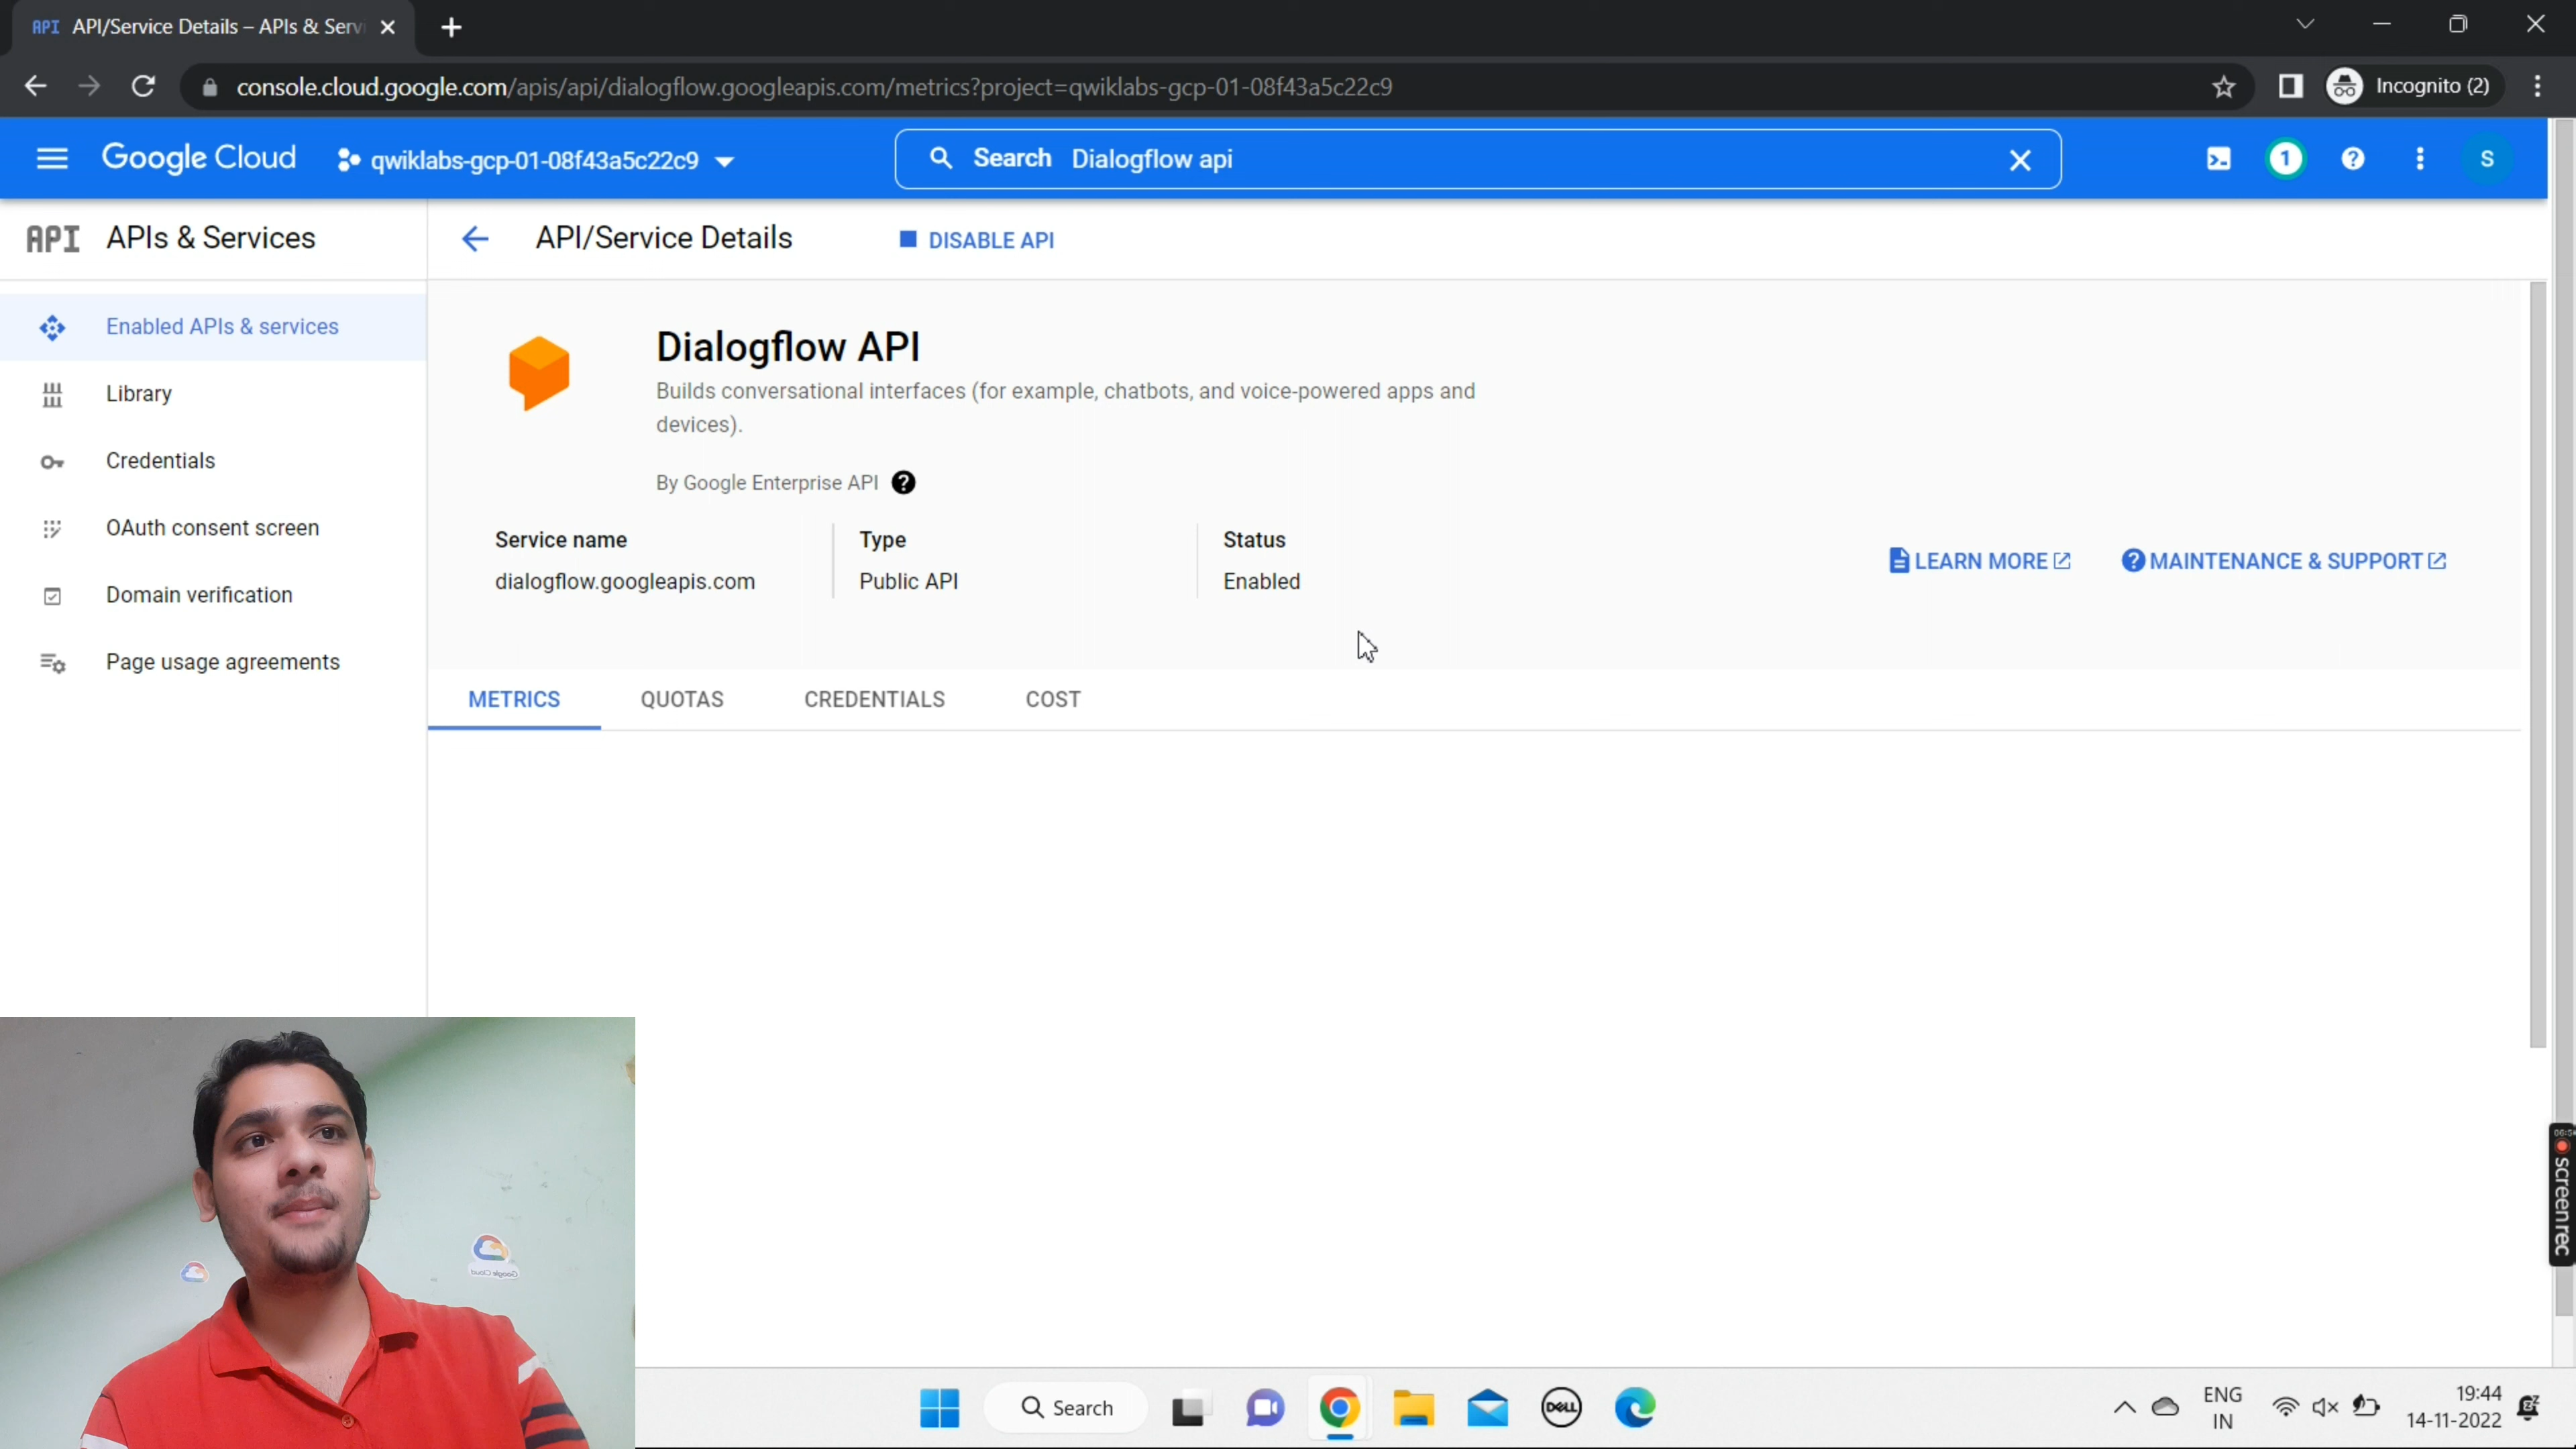 API API/Service Details – APIs & Serv
console.cloud.google.com/apis/api/dialogflow.googleapis.com/metrics?project=qwiklabs-gcp-01-08f43a5c22c9
Incognito (2)
Google Cloud
qwiklabs-gcp-01-08f43a5c22c9
Search Dialogflow api
1
S
API APIs & Services
API/Service Details
DISABLE API
Enabled APIs & services
Library
Credentials
OAuth consent screen
Domain verification
Page usage agreements
Dialogflow API
Builds conversational interfaces (for example, chatbots, and voice-powered apps and
devices).
By Google Enterprise API
Service name
dialogflow.googleapis.com
Type
Public API
Status
Enabled
LEARN MORE
MAINTENANCE & SUPPORT
METRICS
QUOTAS
CREDENTIALS
COST
Google Cloud
screenrec
Search
DELL
ENG
IN
19:44
14-11-2022